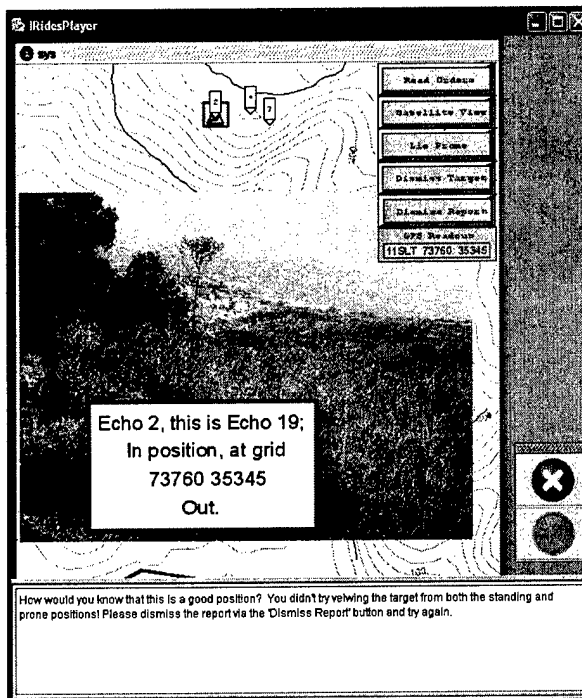 iRidesPlayer
sys
Read Orders
Satellite View
Lie Prone
Dismiss Target
Dismiss Report
GPS Readout
11SLT 73760 35345
2
Echo 2, this is Echo 19;
In position, at grid
73760 35345
Out.
How would you know that this is a good position? You didn't try veiwing the target from both the standing and
prone positions! Please dismiss the report via the 'Dismiss Report' button and try again.